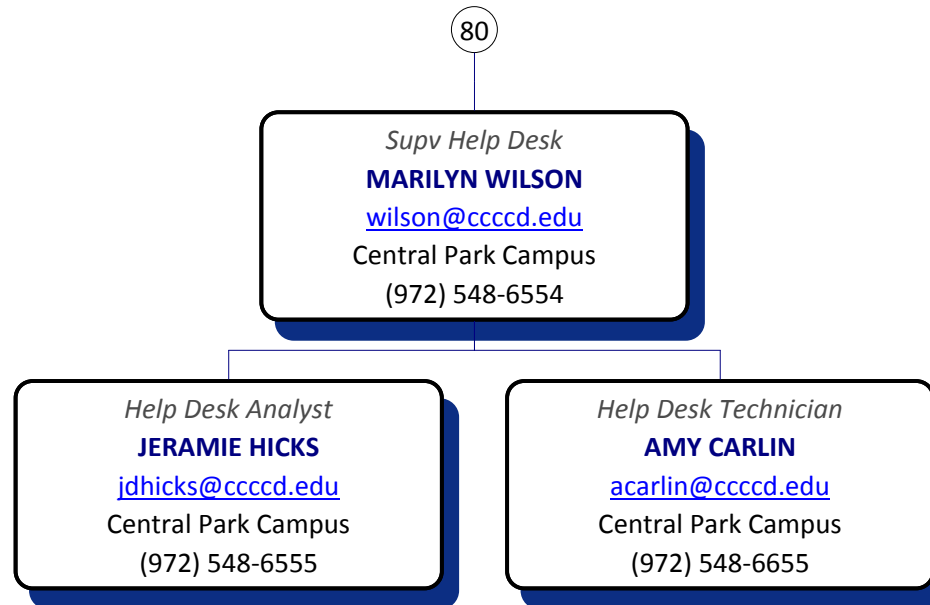 80
Supv Help Desk
MARILYN WILSON
wilson@ccccd.edu
Central Park Campus
(972) 548-6554
Help Desk Analyst
JERAMIE HICKS
jdhicks@ccccd.edu
Central Park Campus
(972) 548-6555
Help Desk Technician
AMY CARLIN
acarlin@ccccd.edu
Central Park Campus
(972) 548-6655